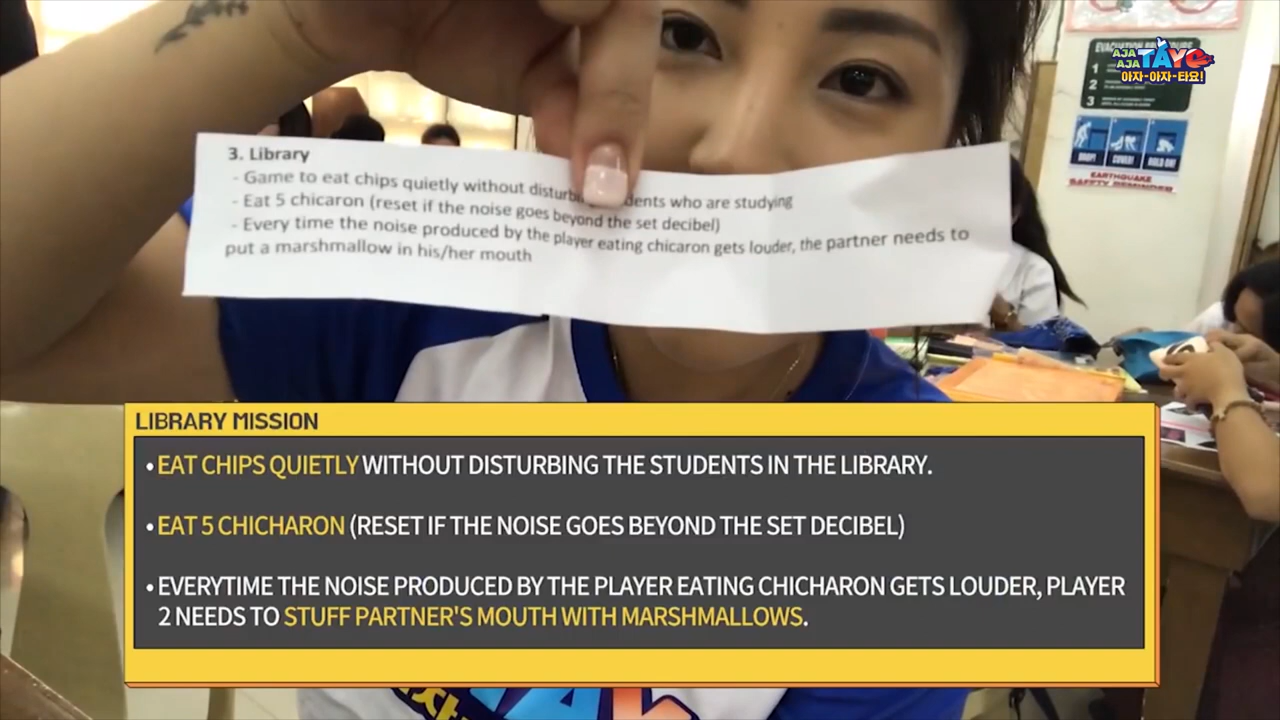 AJA
AJA TAYO
아자-아자-타요!
EVACUATION
1
2
3
DROP!
COVER!
HOLD ON!
EARTHQUAKE
SAFETY REMINDER
3. Library
- Game to eat chips quietly without who are studying
- Eat 5 chicaron (reset if the noise goes beyond the set decibel)
- Every time the noise produced by the player eating chicaron gets louder, the partner needs to
put a marshmallow in his/her mouth
LIBRARY MISSION
• EAT CHIPS QUIETLY WITHOUT DISTURBING THE STUDENTS IN THE LIBRARY.
• EAT 5 CHICHARON (RESET IF THE NOISE GOES BEYOND THE SET DECIBEL)
• EVERYTIME THE NOISE PRODUCED BY THE PLAYER EATING CHICHARON GETS LOUDER, PLAYER
2 NEEDS TO STUFF PARTNER'S MOUTH WITH MARSHMALLOWS.